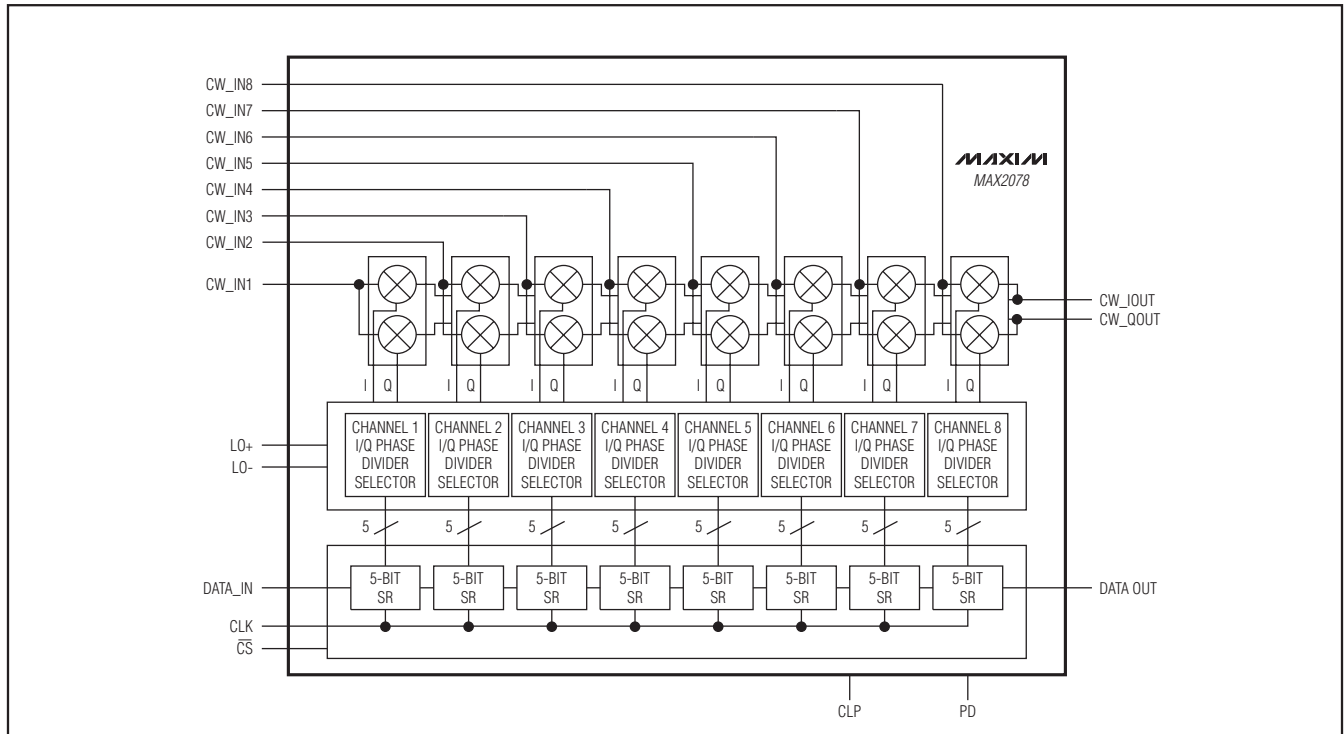 CW_IN8
CW_IN7
CW_IN6
CW_IN5
CW_IN4
CW_IN3
CW_IN2
CW_IN1
MAXIM
MAX2078
CW_IOUT
CW_QOUT
I Q I Q I Q I Q I Q I Q I Q I Q
LO+
LO-
CHANNEL 1
I/Q PHASE
DIVIDER
SELECTOR
CHANNEL 2
I/Q PHASE
DIVIDER
SELECTOR
CHANNEL 3
I/Q PHASE
DIVIDER
SELECTOR
CHANNEL 4
I/Q PHASE
DIVIDER
SELECTOR
CHANNEL 5
I/Q PHASE
DIVIDER
SELECTOR
CHANNEL 6
I/Q PHASE
DIVIDER
SELECTOR
CHANNEL 7
I/Q PHASE
DIVIDER
SELECTOR
CHANNEL 8
I/Q PHASE
DIVIDER
SELECTOR
5 5 5 5 5 5 5 5
DATA_IN
5-BIT
SR
5-BIT
SR
5-BIT
SR
5-BIT
SR
5-BIT
SR
5-BIT
SR
5-BIT
SR
5-BIT
SR
DATA OUT
CLK
C̅S̅
CLP
PD